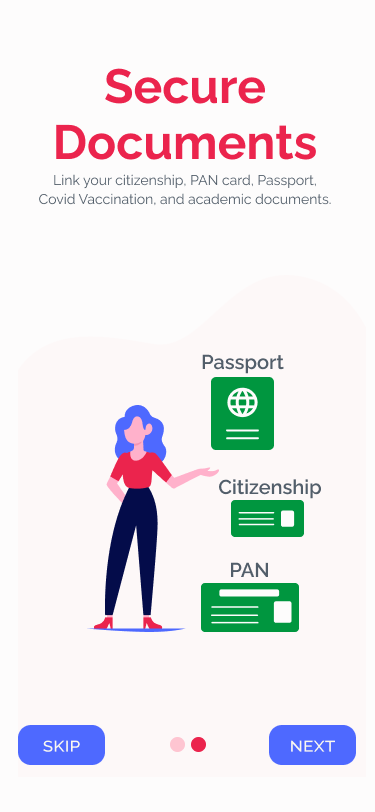 Secure
Documents
Link your citizenship, PAN card, Passport,
Covid Vaccination, and academic documents.
Passport
Citizenship
PAN
SKIP
NEXT